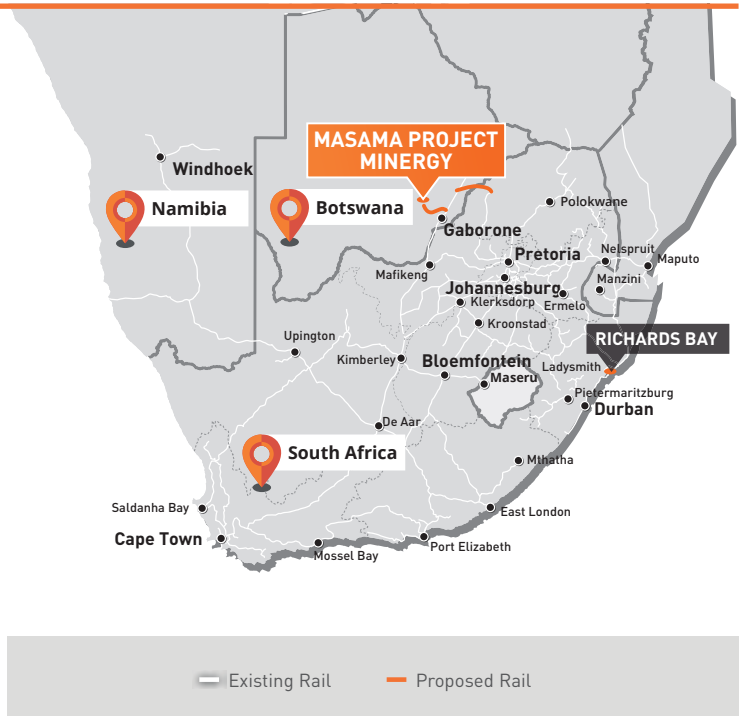 MASAMA PROJECT
MINERGY
Windhoek
Namibia
Botswana
Polokwane
Gaborone
Pretoria
Nelspruit
Maputo
Mafikeng
Johannesburg
Manzini
Klerksdorp
Ermelo
Kroonstad
Upington
RICHARDS BAY
Kimberley
Bloemfontein
Ladysmith
Maseru
Pietermaritzburg
Durban
De Aar
South Africa
Mthatha
Saldanha Bay
East London
Cape Town
Mossel Bay
Port Elizabeth
Existing Rail
Proposed Rail